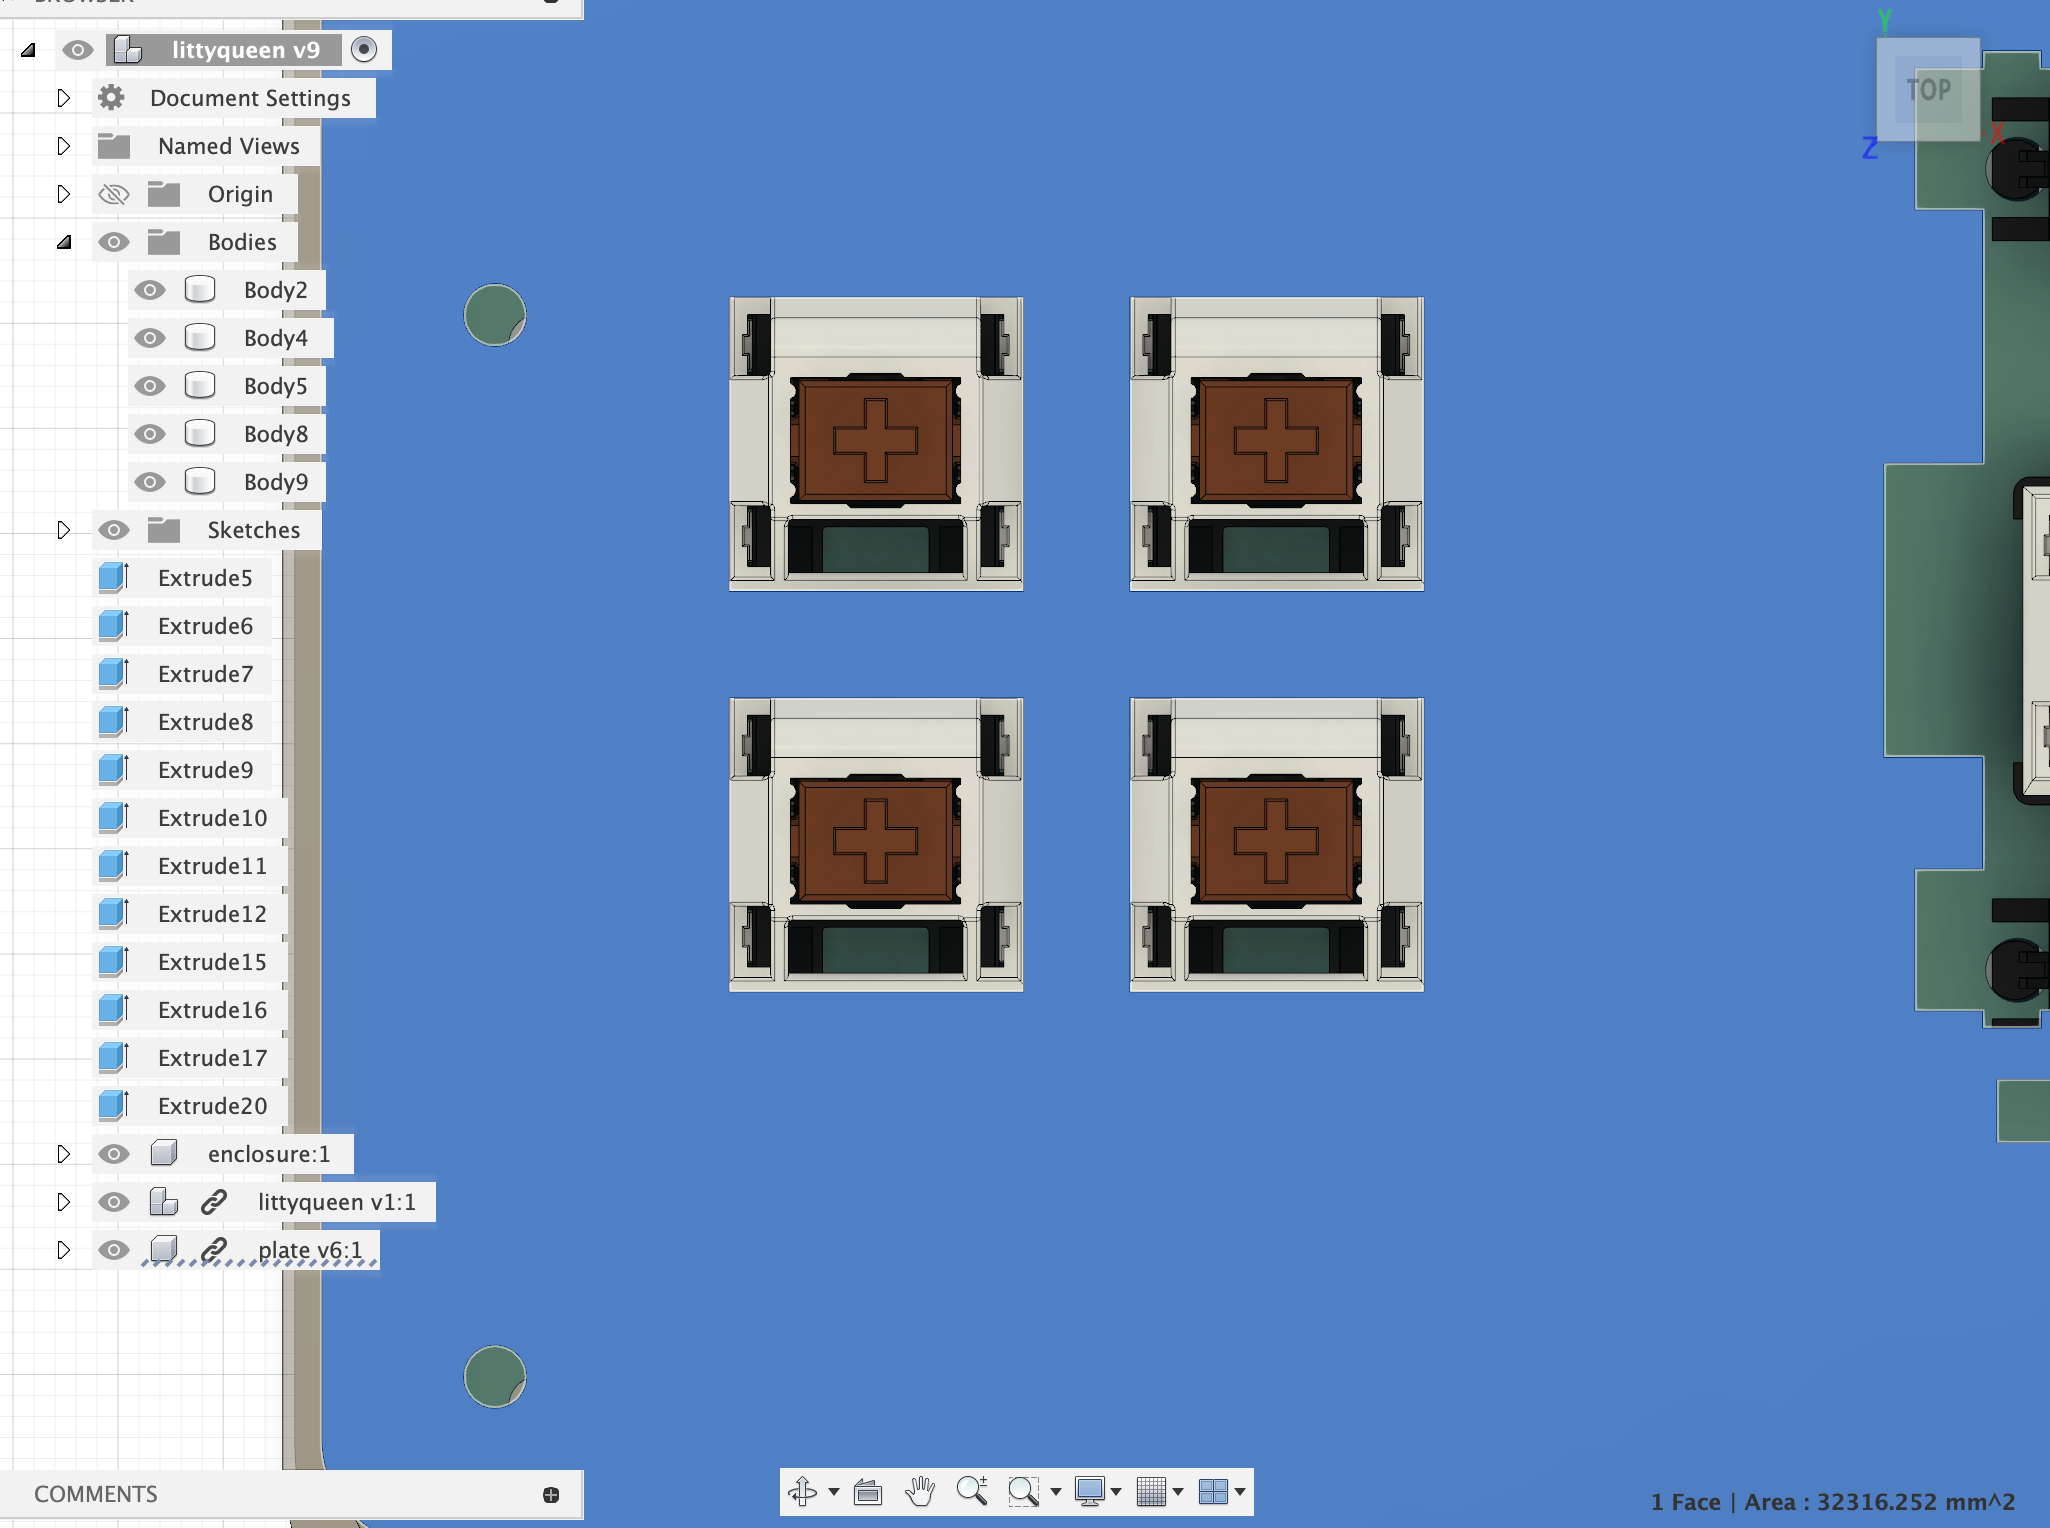 BROWSER
littyqueen v9
Document Settings
Named Views
Origin
Bodies
Body2
Body4
Body5
Body8
Body9
Sketches
Extrude5
Extrude6
Extrude7
Extrude8
Extrude9
Extrude10
Extrude11
Extrude12
Extrude15
Extrude16
Extrude17
Extrude20
enclosure:1
littyqueen v1:1
plate v6:1
COMMENTS
Y
TOP
X
Z
1 Face | Area : 32316.252 mm^2